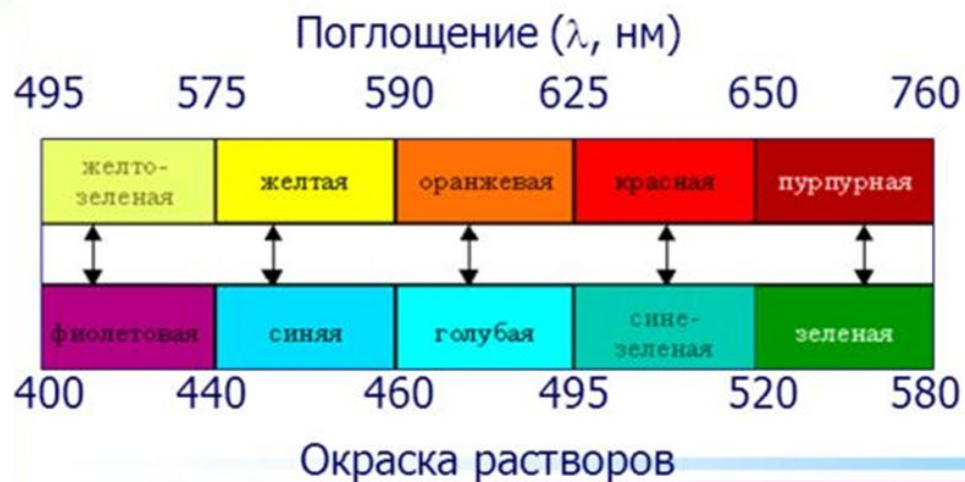 Поглощение (λ, нм)
495 575 590 625 650 760
желто-
зеленая
желтая
оранжевая
красная
пурпурная
фиолетовая
синяя
голубая
сине-
зеленая
зеленая
400 440 460 495 520 580
Окраска растворов